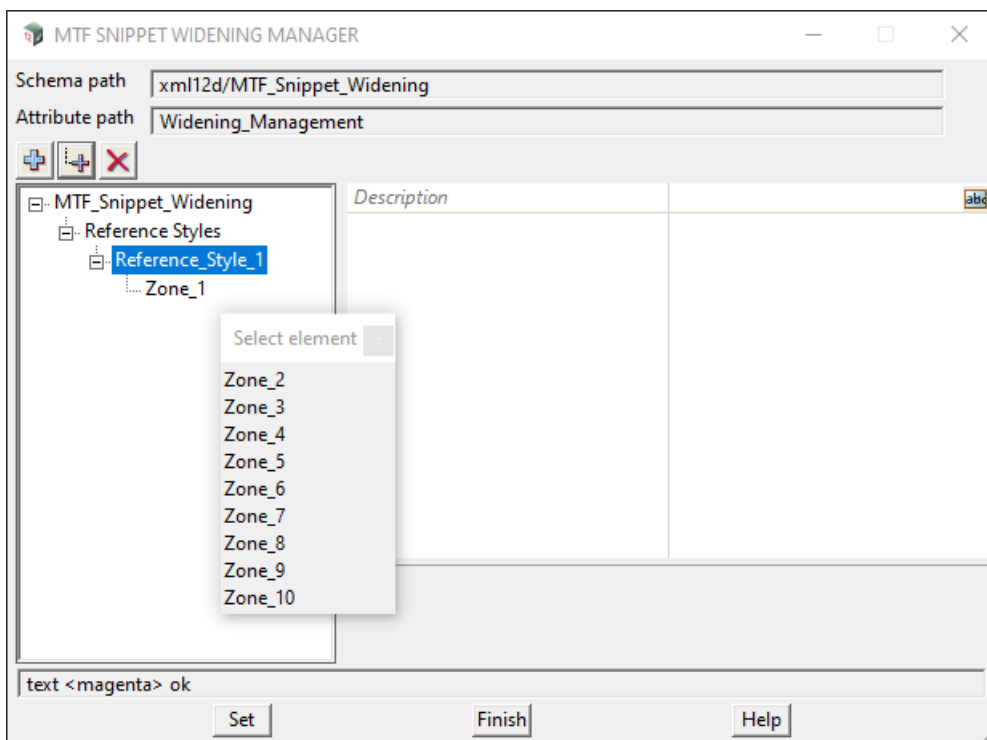 MTF SNIPPET WIDENING MANAGER
Schema path xml12d/MTF_Snippet_Widening
Attribute path Widening_Management
MTF_Snippet_Widening
Description
abc
Reference Styles
Reference_Style_1
Zone_1
Select element x
Zone_2
Zone_3
Zone_4
Zone_5
Zone_6
Zone_7
Zone_8
Zone_9
Zone_10
text <magenta> ok
Set Finish Help